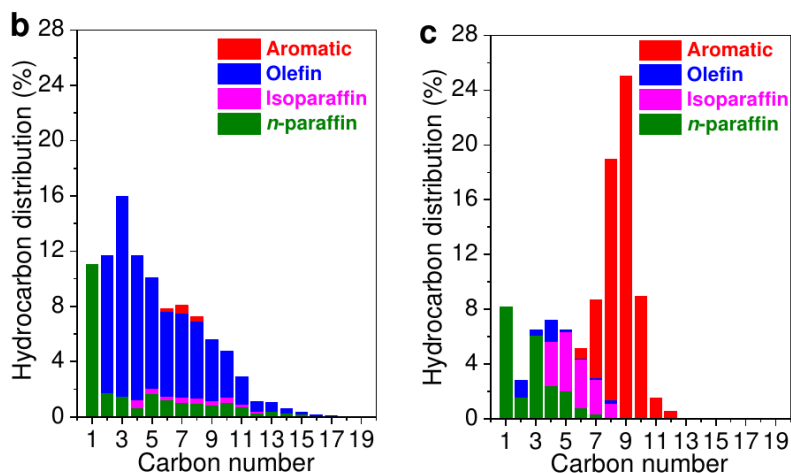 b
28
24
20
16
12
8
4
0
Hydrocarbon distribution (%)
Aromatic
Olefin
Isoparaffin
n-paraffin
1 3 5 7 9 11 13 15 17 19
Carbon number
c
28
24
20
16
12
8
4
0
Hydrocarbon distribution (%)
Aromatic
Olefin
Isoparaffin
n-paraffin
1 3 5 7 9 11 13 15 17 19
Carbon number